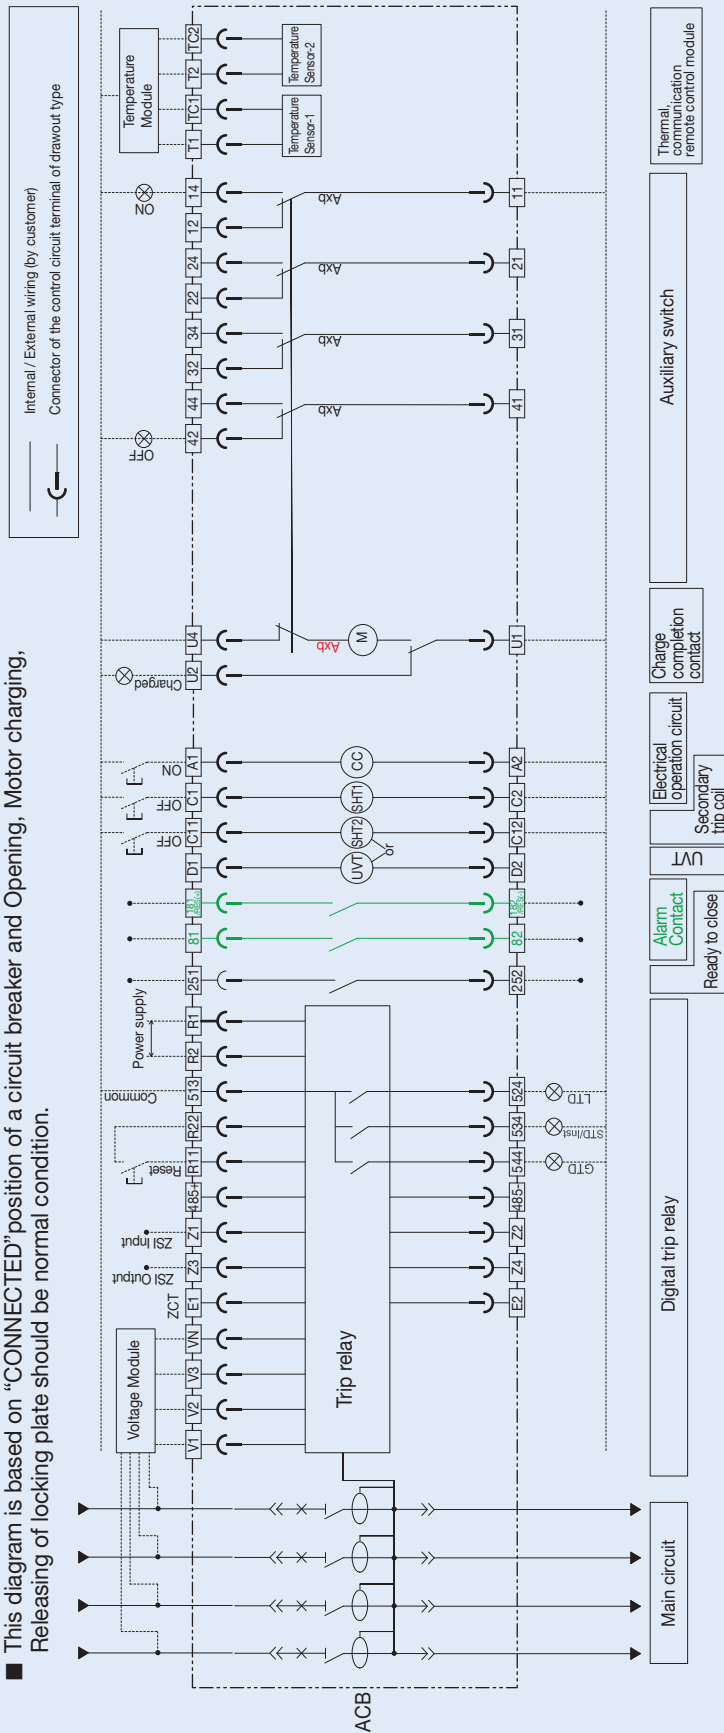 ■ This diagram is based on “CONNECTED”position of a circuit breaker and Opening, Motor charging,
Releasing of locking plate should be normal condition.
Internal / External wiring (by customer)
Connector of the control circuit terminal of drawout type
Voltage Module
ZCT
ZSI Output
ZSI Input
Reset
Common
Power supply
OFF
OFF
ON
Charged
OFF
ON
Temperature
Module
V1
V2
V3
VN
E1
Z3
Z1
485+
R11
R22
513
R2
R1
251
81
181
/RES(+)
D1
C11
C1
A1
U2
U4
42
44
32
34
22
24
12
14
T1
TC1
T2
TC2
Trip relay
UVT
or
SHT2
SHT1
CC
M
Axb
Axb
Axb
Axb
Axb
Temperature
Sensor-1
Temperature
Sensor-2
E2
Z4
Z2
485-
544
534
524
252
82
182
/RES(-)
D2
C12
C2
A2
U1
41
31
21
11
GTD
STD/Inst
LTD
ACB
Main circuit
Digital trip relay
Ready to close
Alarm
Contact
UVT
Secondary
trip coil
Electrical
operation circuit
Charge
completion
contact
Auxiliary switch
Thermal,
communication
remote control module